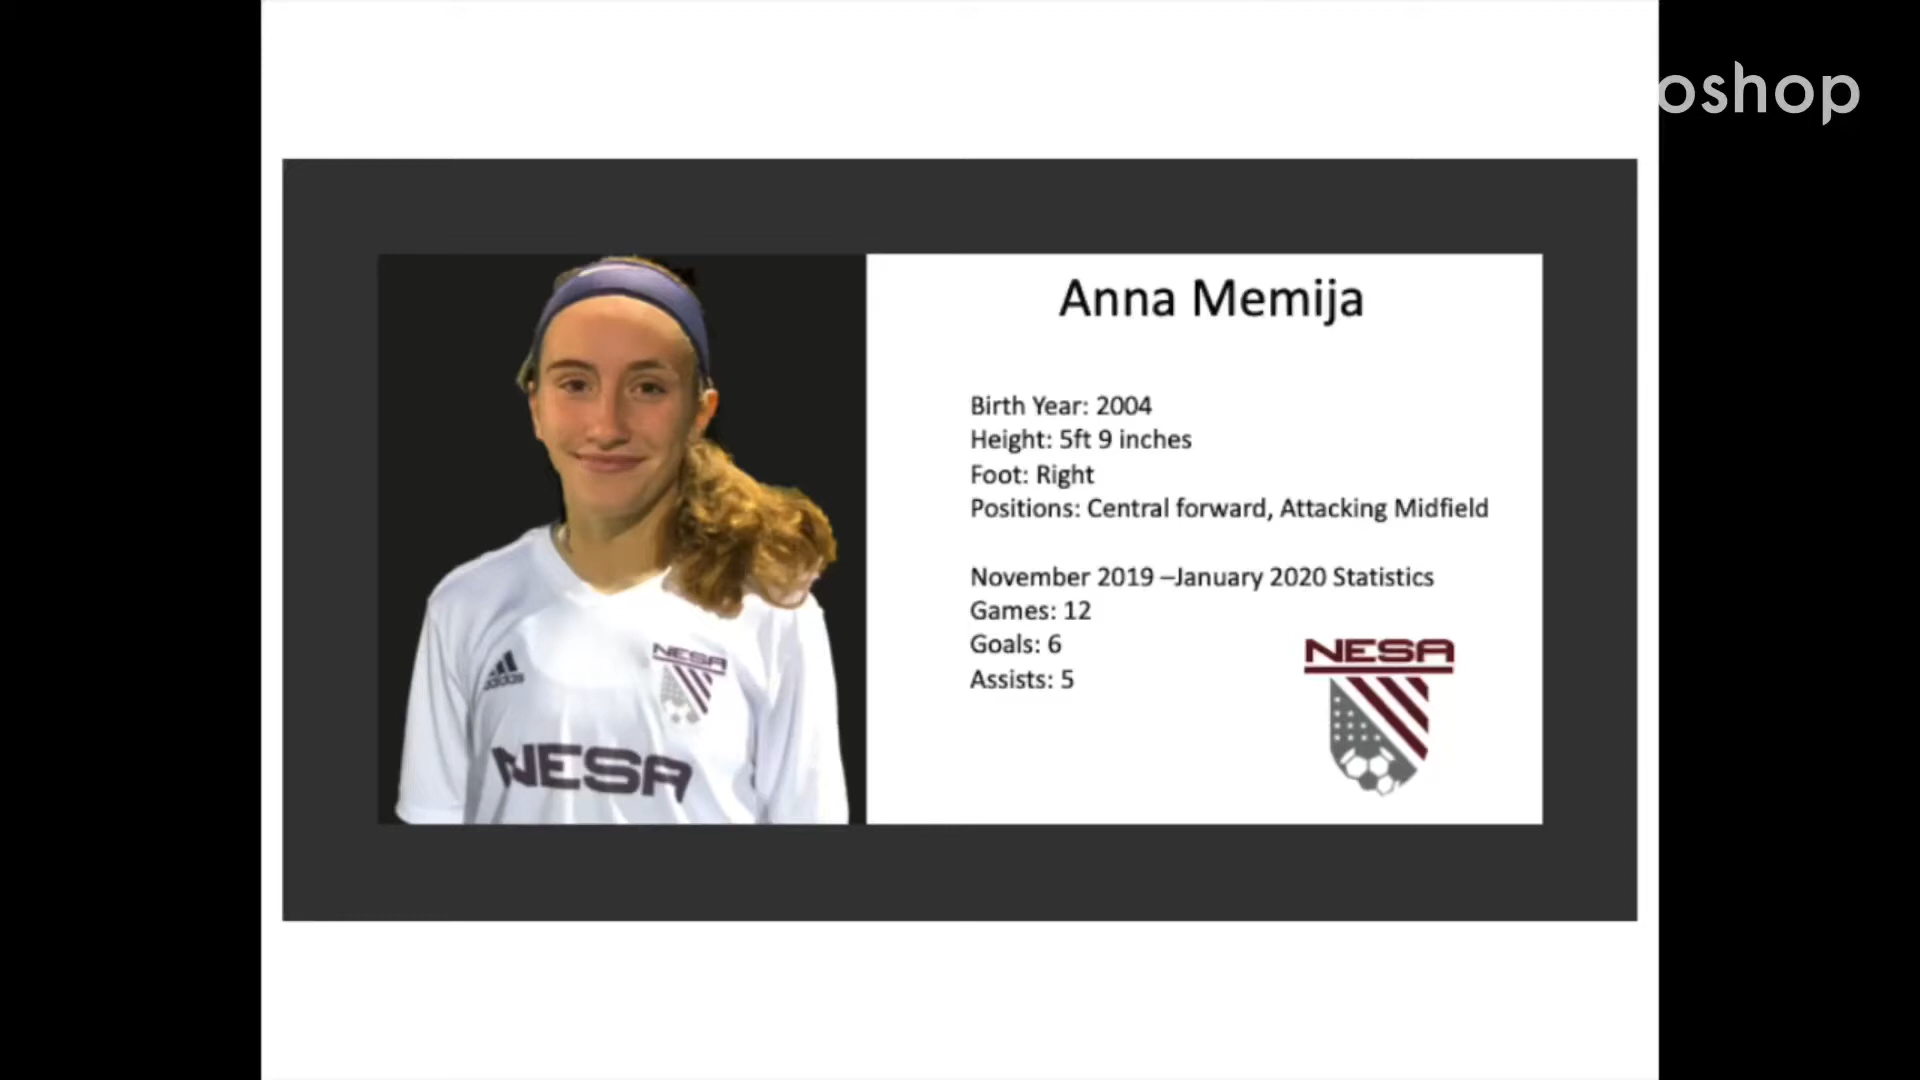 oshop
Anna Memija
Birth Year: 2004
Height: 5ft 9 inches
Foot: Right
Positions: Central forward, Attacking Midfield
November 2019 –January 2020 Statistics
Games: 12
Goals: 6
Assists: 5
NESA
adidas
NESA
NESA